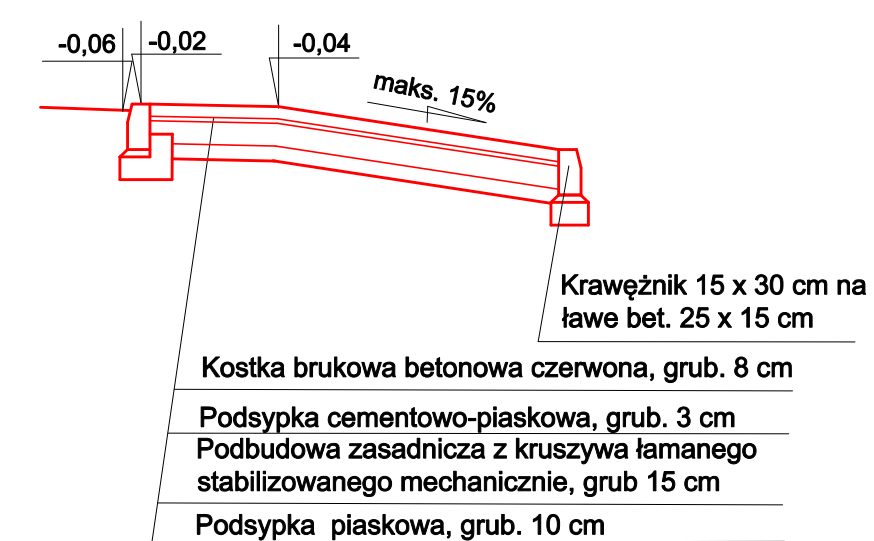 -0,06
-0,02
-0,04
maks. 15%
Krawężnik 15 x 30 cm na
ławe bet. 25 x 15 cm
Kostka brukowa betonowa czerwona, grub. 8 cm
Podsypka cementowo-piaskowa, grub. 3 cm
Podbudowa zasadnicza z kruszywa łamanego
stabilizowanego mechanicznie, grub 15 cm
Podsypka piaskowa, grub. 10 cm